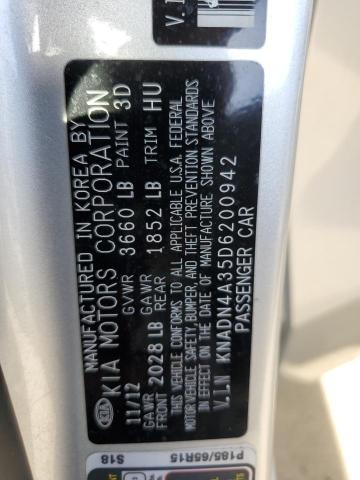 V.I
MANUFACTURED IN KOREA BY
KIA KIA MOTORS CORPORATION
11/12 GVWR 3660 LB PAINT 3D
GAWR FRONT 2028 LB GAWR REAR 1852 LB TRIM HU
THIS VEHICLE CONFORMS TO ALL APPLICABLE U.S.A. FEDERAL
MOTOR VEHICLE SAFETY, BUMPER, AND THEFT PREVENTION STANDARDS
IN EFFECT ON THE DATE OF MANUFACTURE SHOWN ABOVE
V.I.N KNADN4A35D6200942
PASSENGER CAR
S18 P185/65R15